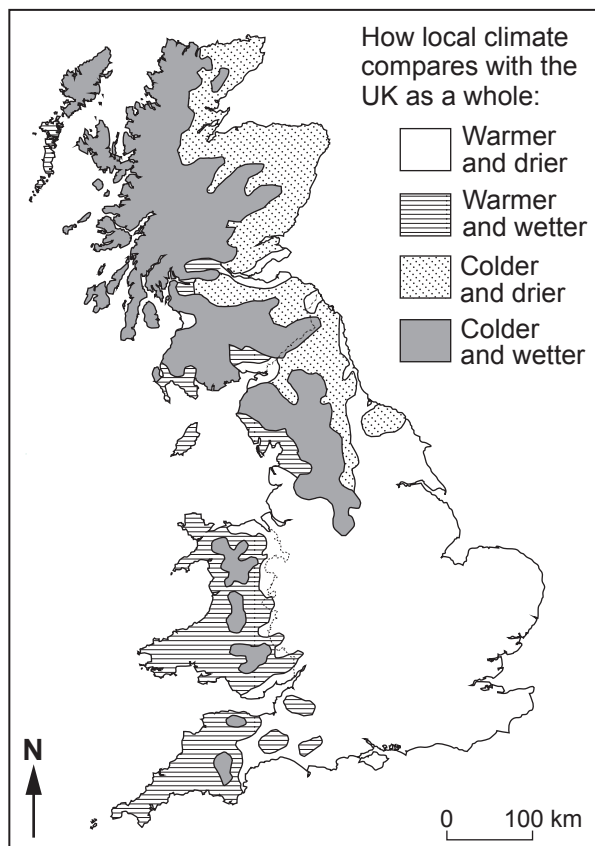 How local climate
compares with the
UK as a whole:
Warmer
and drier
Warmer
and wetter
Colder
and drier
Colder
and wetter
N
0 100 km